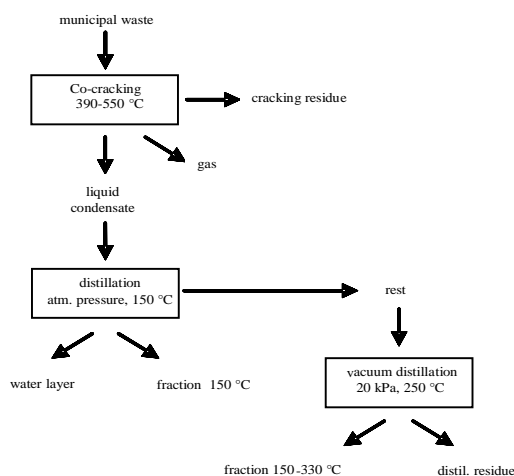 municipal waste
Co-cracking
390-550 °C
cracking residue
gas
liquid
condensate
distillation
atm. pressure, 150 °C
rest
water layer
fraction 150 °C
vacuum distillation
20 kPa, 250 °C
fraction 150-330 °C
distil. residue